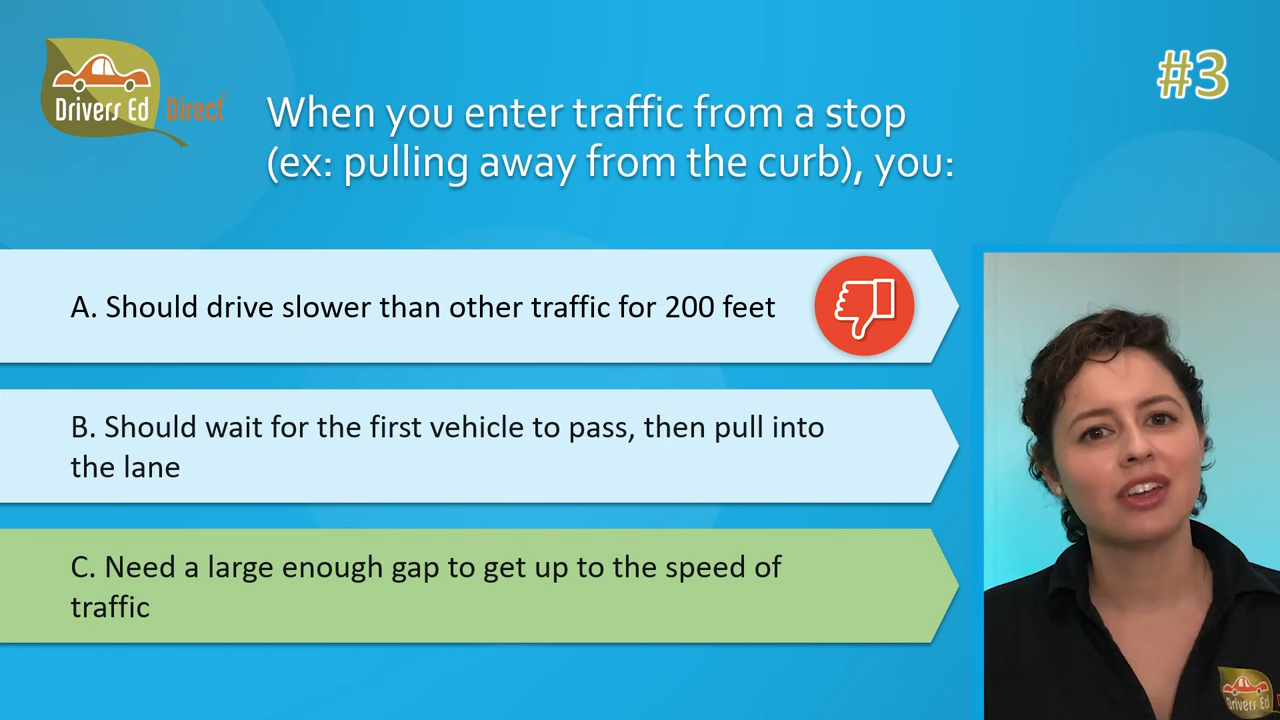 Drivers Ed Direct
#3
When you enter traffic from a stop
(ex: pulling away from the curb), you:
A. Should drive slower than other traffic for 200 feet
B. Should wait for the first vehicle to pass, then pull into
the lane
C. Need a large enough gap to get up to the speed of
traffic
Drivers Ed